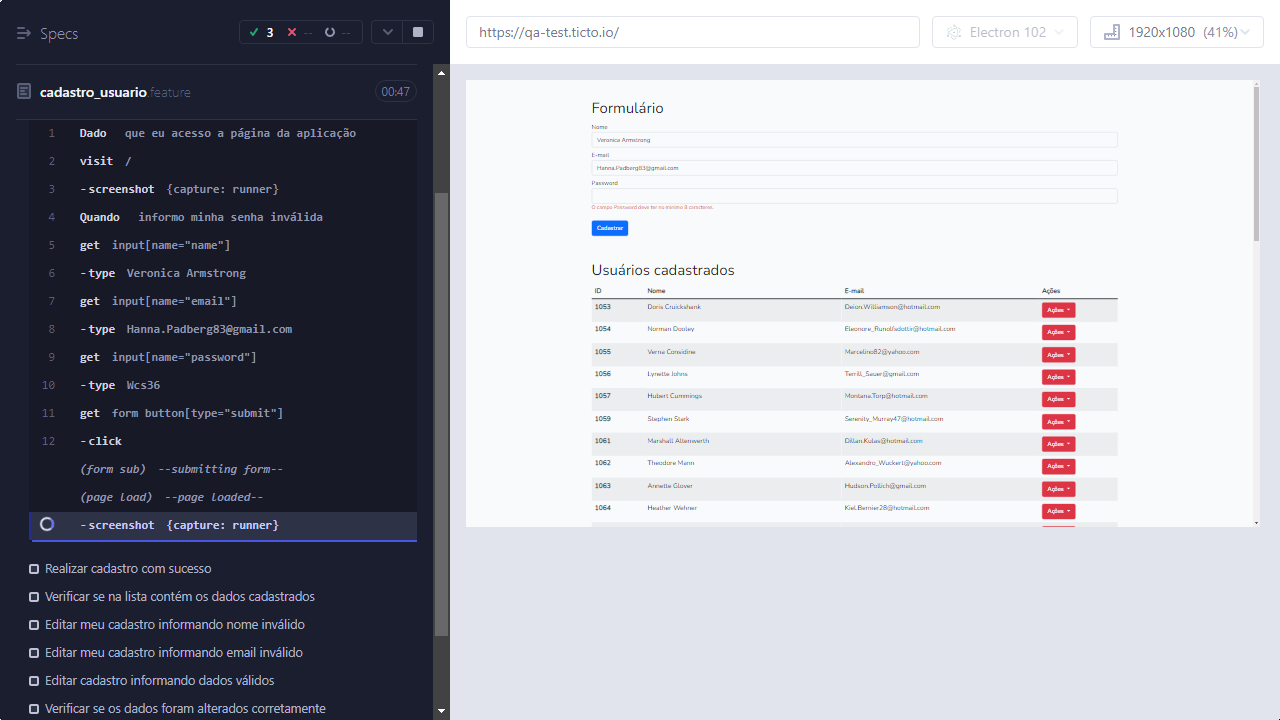 Specs
3
--
--
cadastro_usuario.feature
00:47
1 Dado que eu acesso a página da aplicação
2 visit /
3 -screenshot {capture: runner}
4 Quando informo minha senha inválida
5 get input[name="name"]
6 -type Veronica Armstrong
7 get input[name="email"]
8 -type Hanna.Padberg83@gmail.com
9 get input[name="password"]
10 -type Wcs36
11 get form button[type="submit"]
12 -click
(form sub) --submitting form--
(page load) --page loaded--
-screenshot {capture: runner}
Realizar cadastro com sucesso
Verificar se na lista contém os dados cadastrados
Editar meu cadastro informando nome inválido
Editar meu cadastro informando email inválido
Editar cadastro informando dados válidos
Verificar se os dados foram alterados corretamente
https://qa-test.ticto.io/
Electron 102
1920x1080 (41%)
Formulário
Nome
Veronica Armstrong
E-mail
Hanna.Padberg83@gmail.com
Password
O campo Password deve ter no mínimo 8 caracteres.
Cadastrar
Usuários cadastrados
ID Nome E-mail Ações
1053 Doris Cruickshank Deion.Williamson@hotmail.com Ações
1054 Norman Dooley Eleonore_Runolfsdottir@hotmail.com Ações
1055 Verna Considine Marcelino82@yahoo.com Ações
1056 Lynette Johns Terrill_Sauer@gmail.com Ações
1057 Hubert Cummings Montana.Torp@hotmail.com Ações
1059 Stephen Stark Serenity_Murray47@hotmail.com Ações
1061 Marshall Altenwerth Dillan.Kulas@hotmail.com Ações
1062 Theodore Mann Alexandro_Wuckert@yahoo.com Ações
1063 Annette Glover Hudson.Pollich@gmail.com Ações
1064 Heather Wehner Kiel.Bernier28@hotmail.com Ações